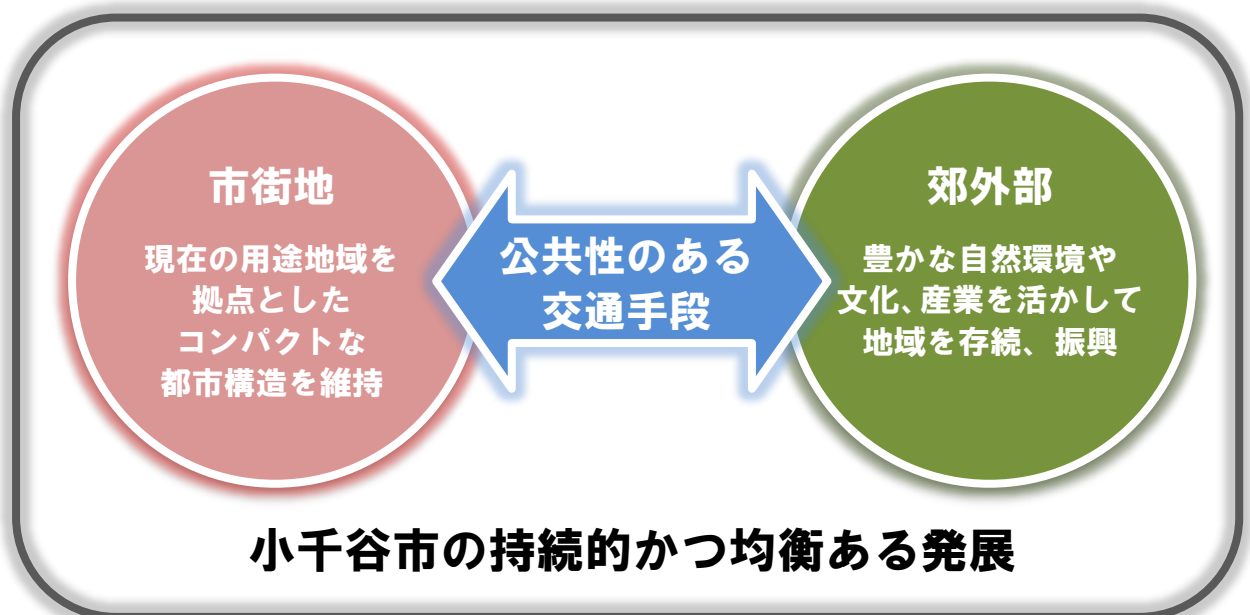 市街地
現在の用途地域を
拠点とした
コンパクトな
都市構造を維持
公共性のある
交通手段
郊外部
豊かな自然環境や
文化、産業を活かして
地域を存続、振興
小千谷市の持続的かつ均衡ある発展